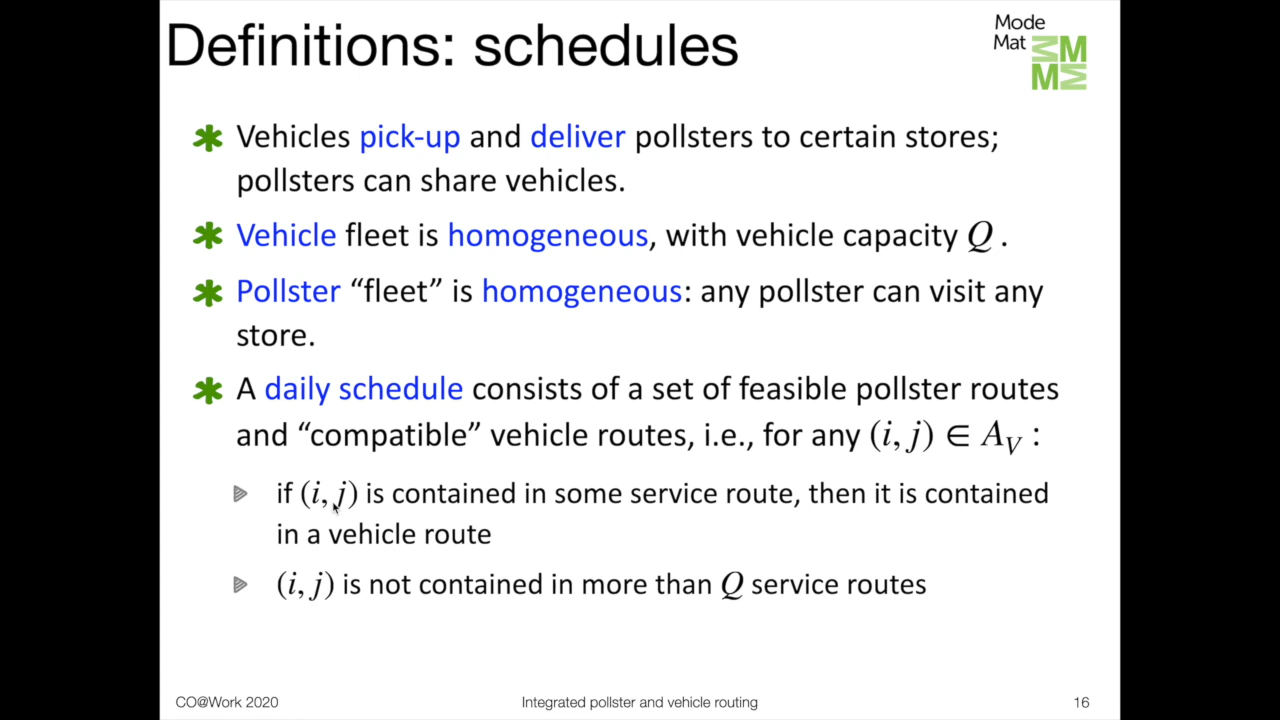 Definitions: schedules
Mode
Mat
MM
MM
Vehicles pick-up and deliver pollsters to certain stores;
pollsters can share vehicles.
Vehicle fleet is homogeneous, with vehicle capacity Q .
Pollster “fleet” is homogeneous: any pollster can visit any
store.
A daily schedule consists of a set of feasible pollster routes
and “compatible” vehicle routes, i.e., for any (i, j) ∈ A_V :
if (i, j) is contained in some service route, then it is contained
in a vehicle route
(i, j) is not contained in more than Q service routes
CO@Work 2020
Integrated pollster and vehicle routing
16